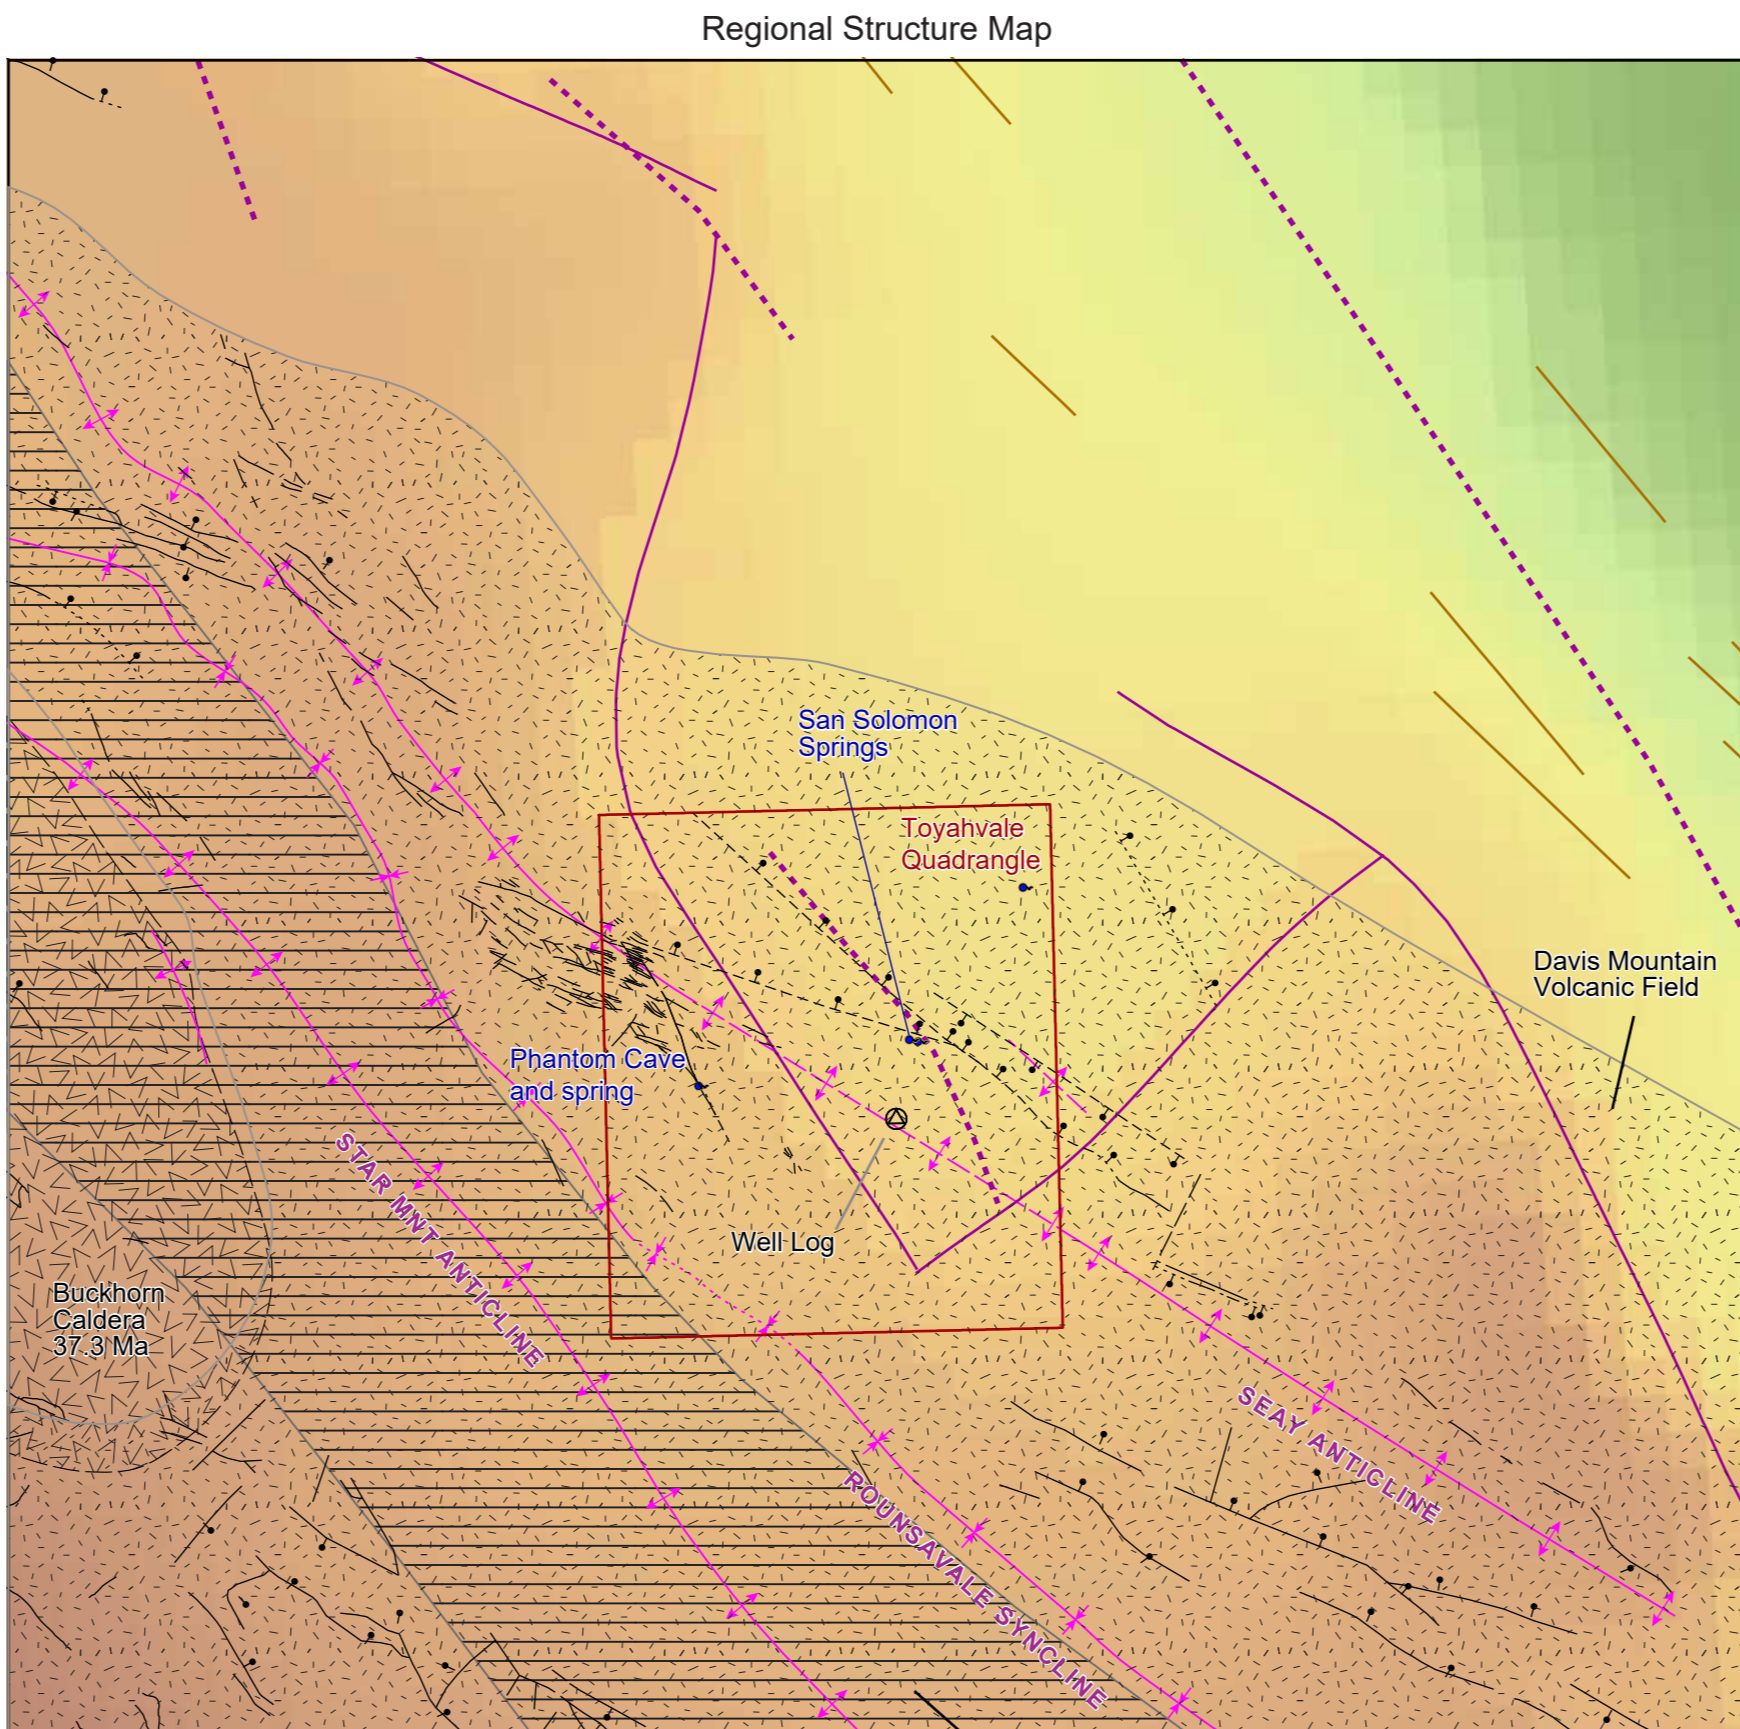 Regional Structure Map
San Solomon
Springs
Toyahvale
Quadrangle
Davis Mountain
Volcanic Field
Phantom Cave
and spring
STAR MNT ANTICLINE
Well Log
Buckhorn
Caldera
37.3 Ma
SEAY ANTICLINE
ROUNSAVALE SYNCLINE